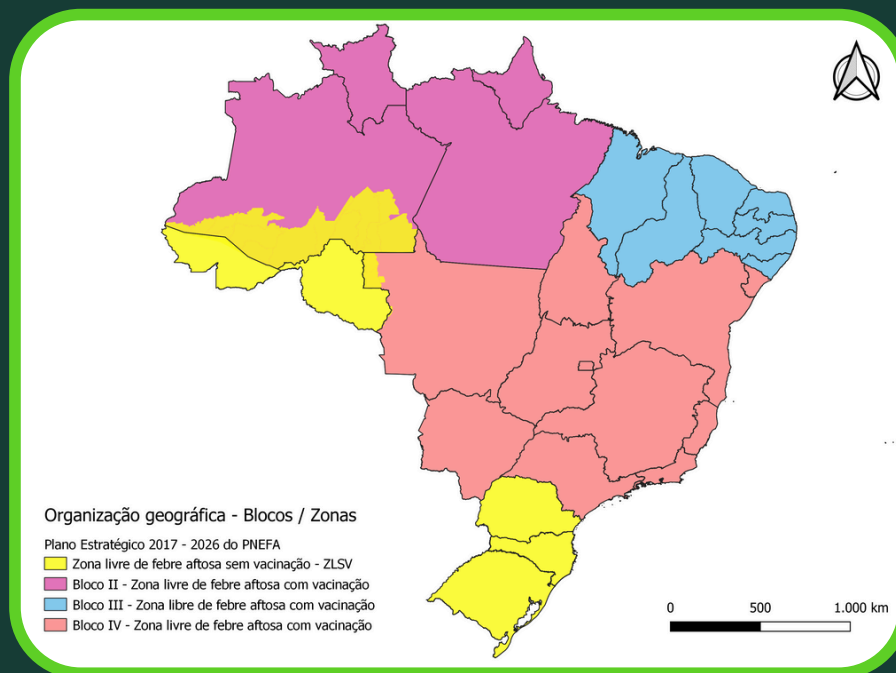 Organização geográfica - Blocos / Zonas
Plano Estratégico 2017 - 2026 do PNEFA
Zona livre de febre aftosa sem vacinação - ZLSV
Bloco II - Zona livre de febre aftosa com vacinação
Bloco III - Zona libre de febre aftosa com vacinação
Bloco IV - Zona livre de febre aftosa com vacinação
0 500 1.000 km